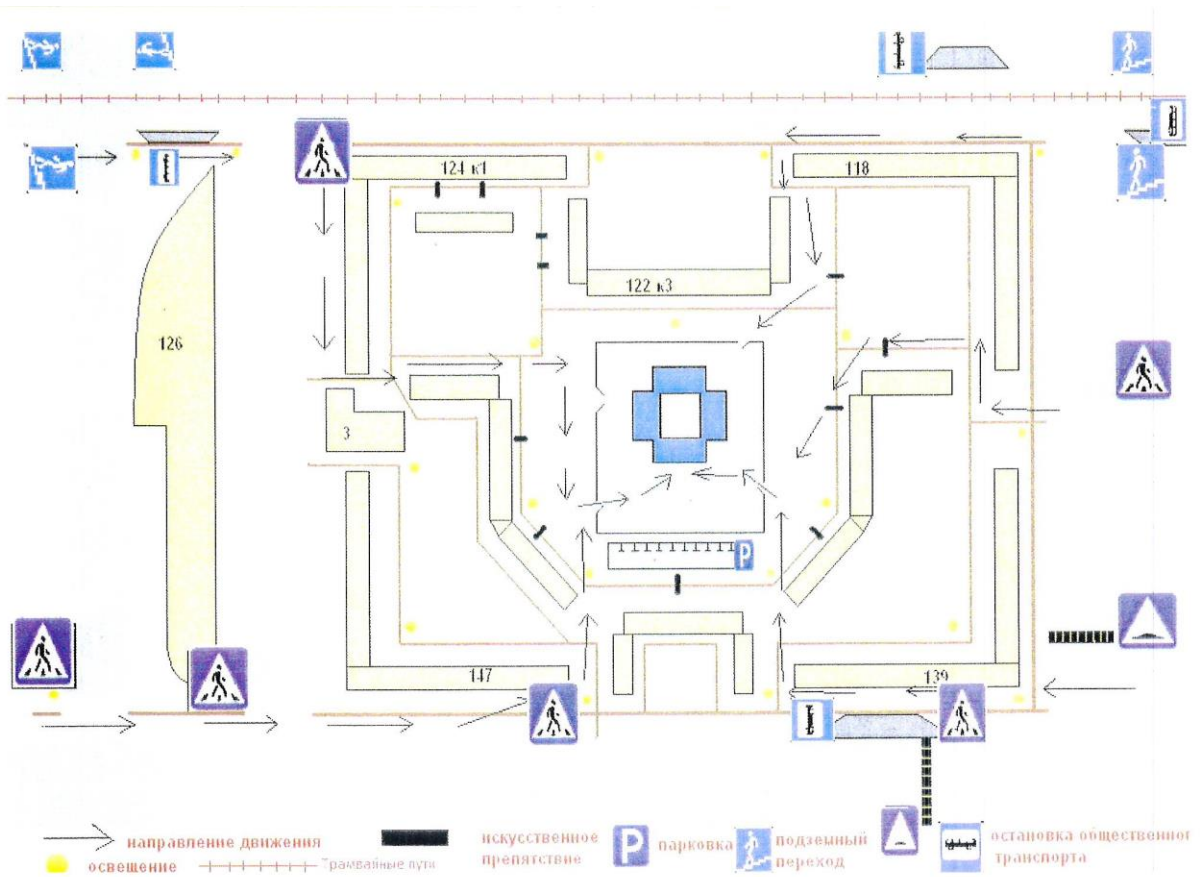 124 к1
118
122 к3
126
3
147
139
P
направление движения
искусственное
препятствие
P
парковка
подземный
переход
остановка общественног
транспорта
освещение
Трамвайные пути